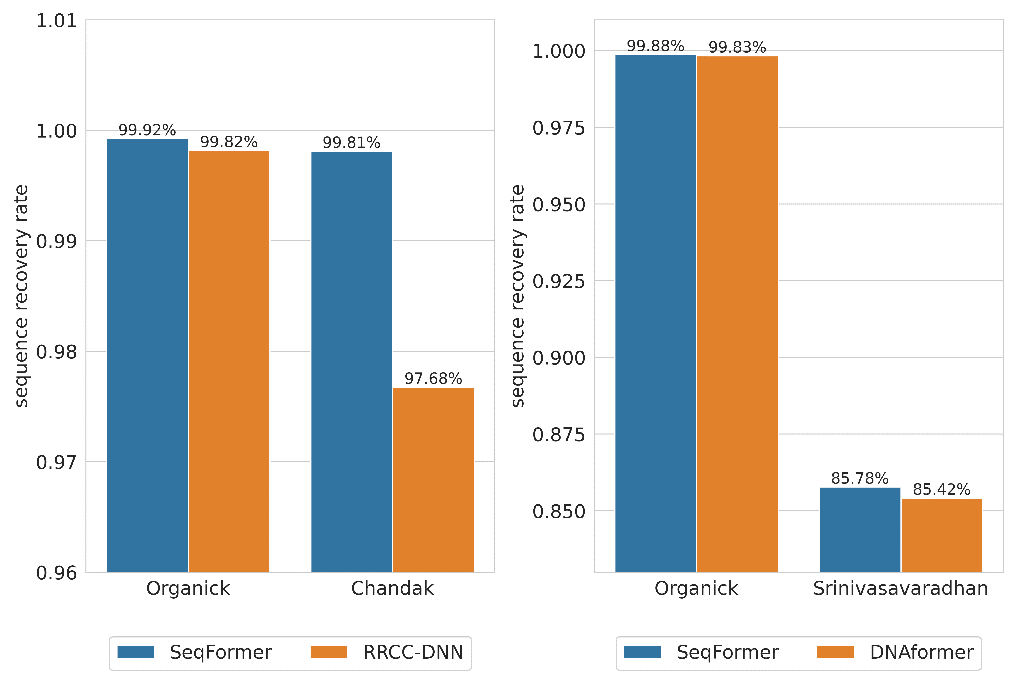 sequence recovery rate
1.01
1.00
0.99
0.98
0.97
0.96
99.92%
99.82%
99.81%
97.68%
Organick
Chandak
SeqFormer
RRCC-DNN
sequence recovery rate
1.000
0.975
0.950
0.925
0.900
0.875
0.850
99.88%
99.83%
85.78%
85.42%
Organick
Srinivasavaradhan
SeqFormer
DNAformer